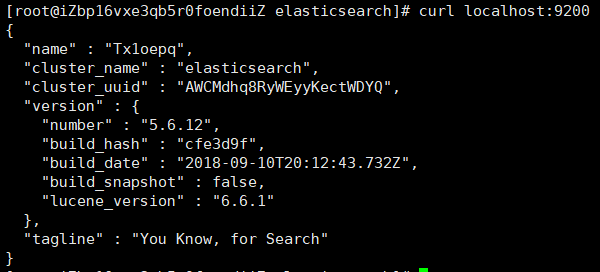 [root@iZbp16vxe3qb5r0foendiiZ elasticsearch]# curl localhost:9200
{
  "name" : "Tx1oepq",
  "cluster_name" : "elasticsearch",
  "cluster_uuid" : "AWCMdhq8RyWEyyKectWDYQ",
  "version" : {
    "number" : "5.6.12",
    "build_hash" : "cfe3d9f",
    "build_date" : "2018-09-10T20:12:43.732Z",
    "build_snapshot" : false,
    "lucene_version" : "6.6.1"
  },
  "tagline" : "You Know, for Search"
}